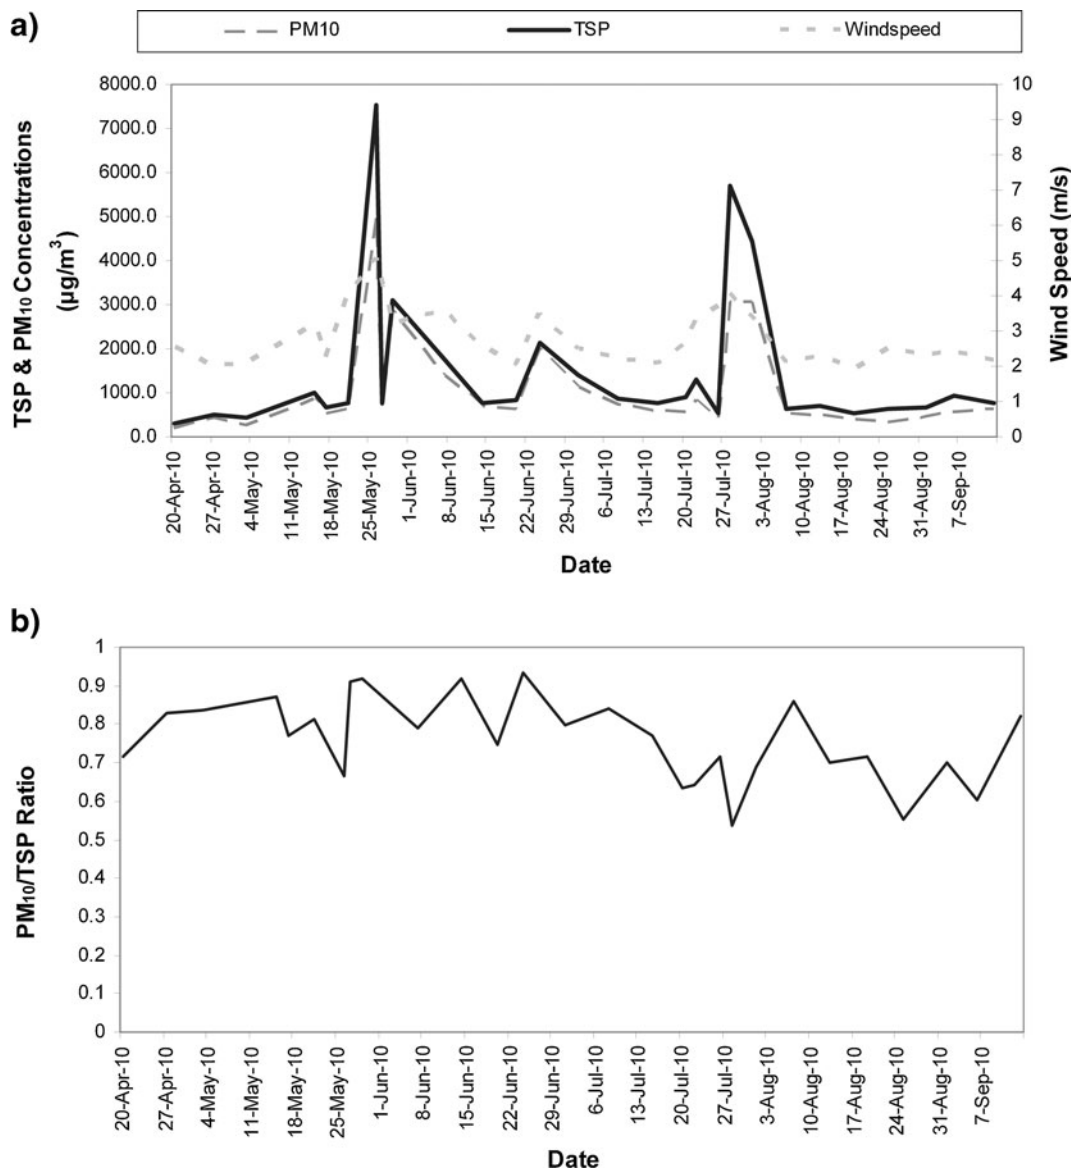 a)
PM10 TSP Windspeed
TSP & PM₁₀ Concentrations
(µg/m³)
8000.0
7000.0
6000.0
5000.0
4000.0
3000.0
2000.0
1000.0
0.0
10
9
8
7
6
5
4
3
2
1
0
Wind Speed (m/s)
20-Apr-10
27-Apr-10
4-May-10
11-May-10
18-May-10
25-May-10
1-Jun-10
8-Jun-10
15-Jun-10
22-Jun-10
29-Jun-10
6-Jul-10
13-Jul-10
20-Jul-10
27-Jul-10
3-Aug-10
10-Aug-10
17-Aug-10
24-Aug-10
31-Aug-10
7-Sep-10
Date
b)
PM₁₀/TSP Ratio
1
0.9
0.8
0.7
0.6
0.5
0.4
0.3
0.2
0.1
0
20-Apr-10
27-Apr-10
4-May-10
11-May-10
18-May-10
25-May-10
1-Jun-10
8-Jun-10
15-Jun-10
22-Jun-10
29-Jun-10
6-Jul-10
13-Jul-10
20-Jul-10
27-Jul-10
3-Aug-10
10-Aug-10
17-Aug-10
24-Aug-10
31-Aug-10
7-Sep-10
Date